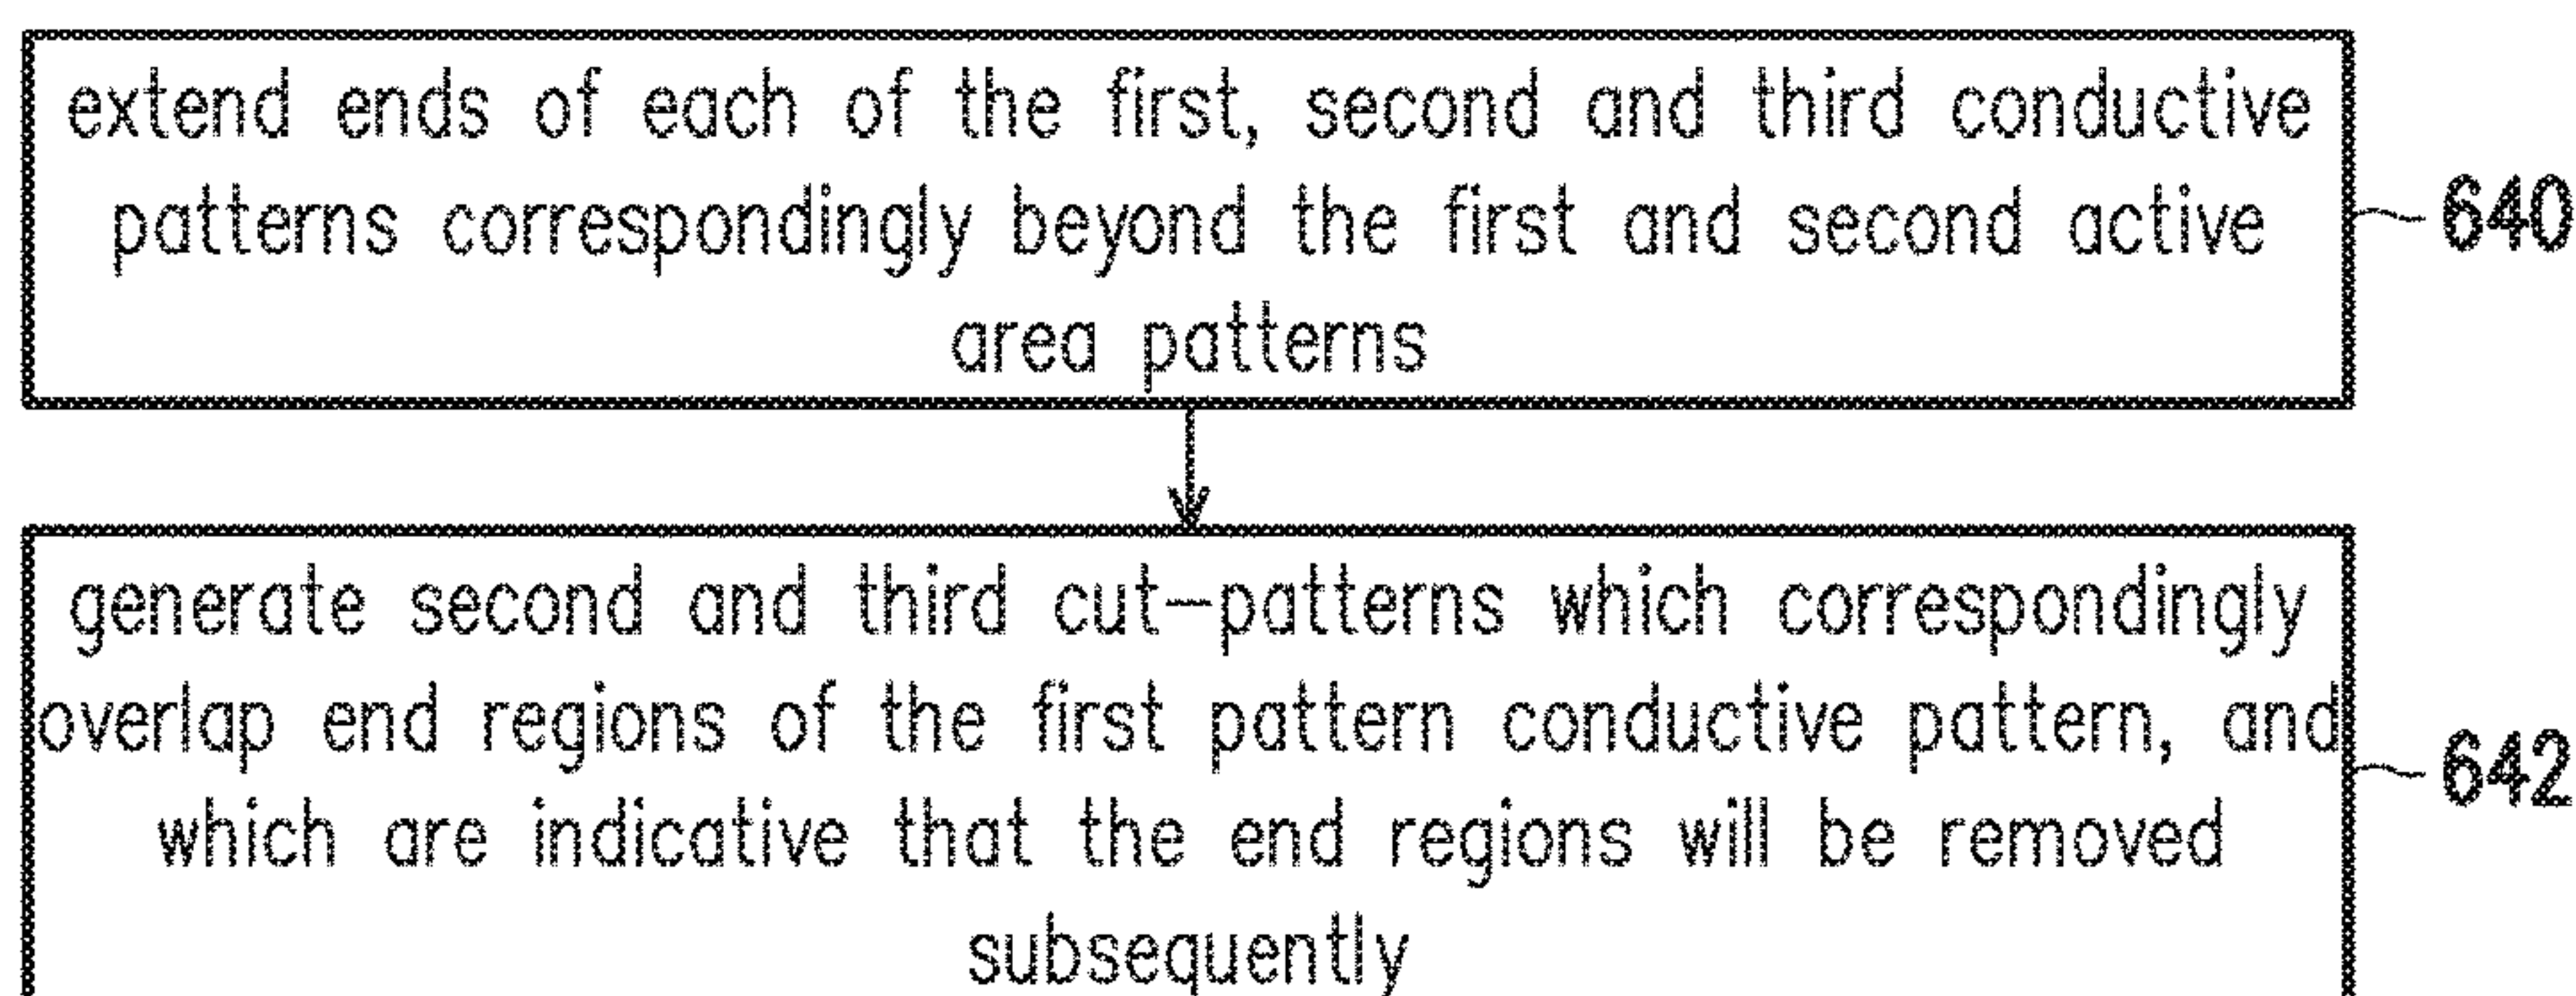 extend ends of each of the first, second and third conductive
patterns correspondingly beyond the first and second active
area patterns
640
generate second and third cut-patterns which correspondingly
overlap end regions of the first pattern conductive pattern, and
which are indicative that the end regions will be removed
subsequently
642